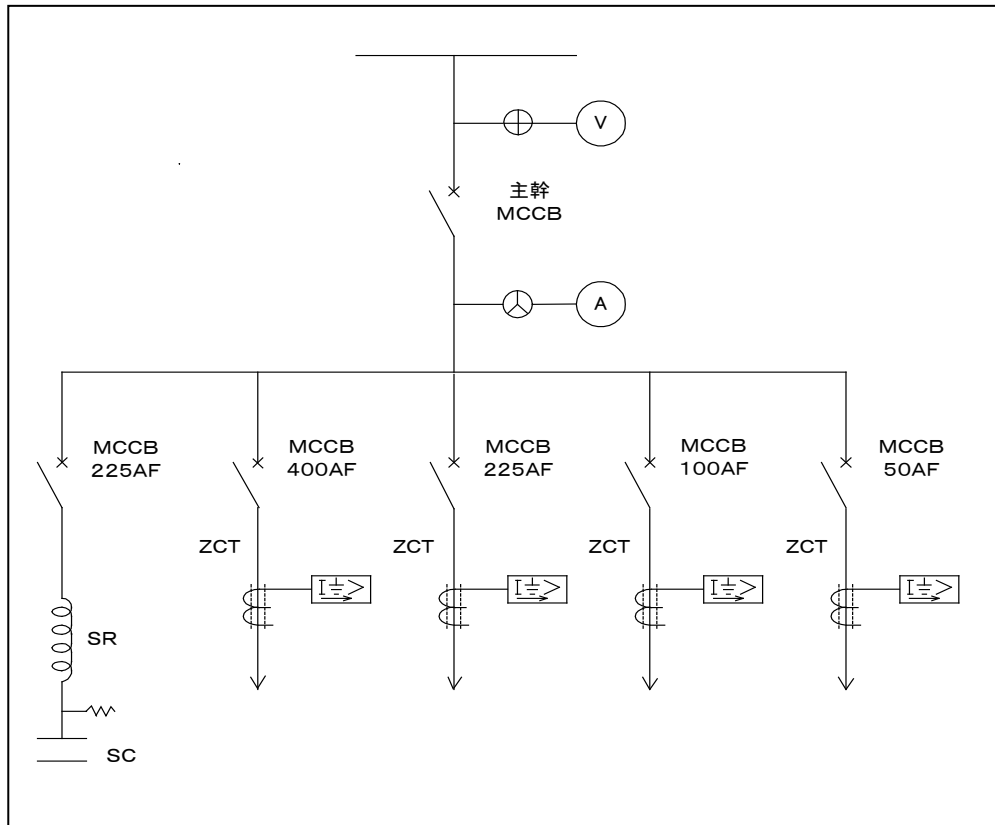 V
主幹
MCCB
A
MCCB
225AF
MCCB
400AF
MCCB
225AF
MCCB
100AF
MCCB
50AF
ZCT
ZCT
ZCT
ZCT
I⏚>
I⏚>
I⏚>
I⏚>
SR
SC